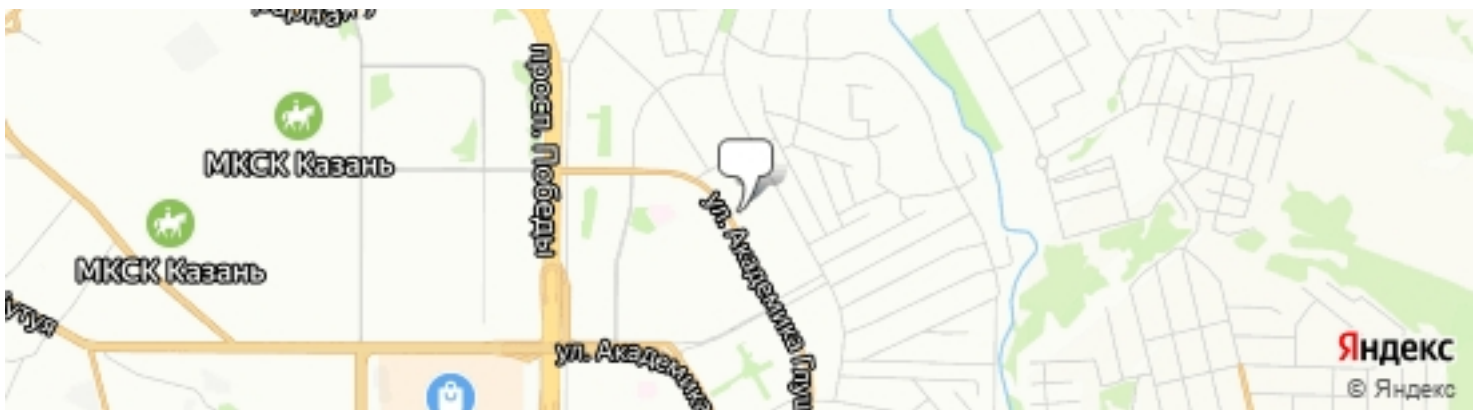 просп. Победы
МКСК Казань
МКСК Казань
ул. Академика Глуш
ул. Академика
Яндекс
© Яндекс